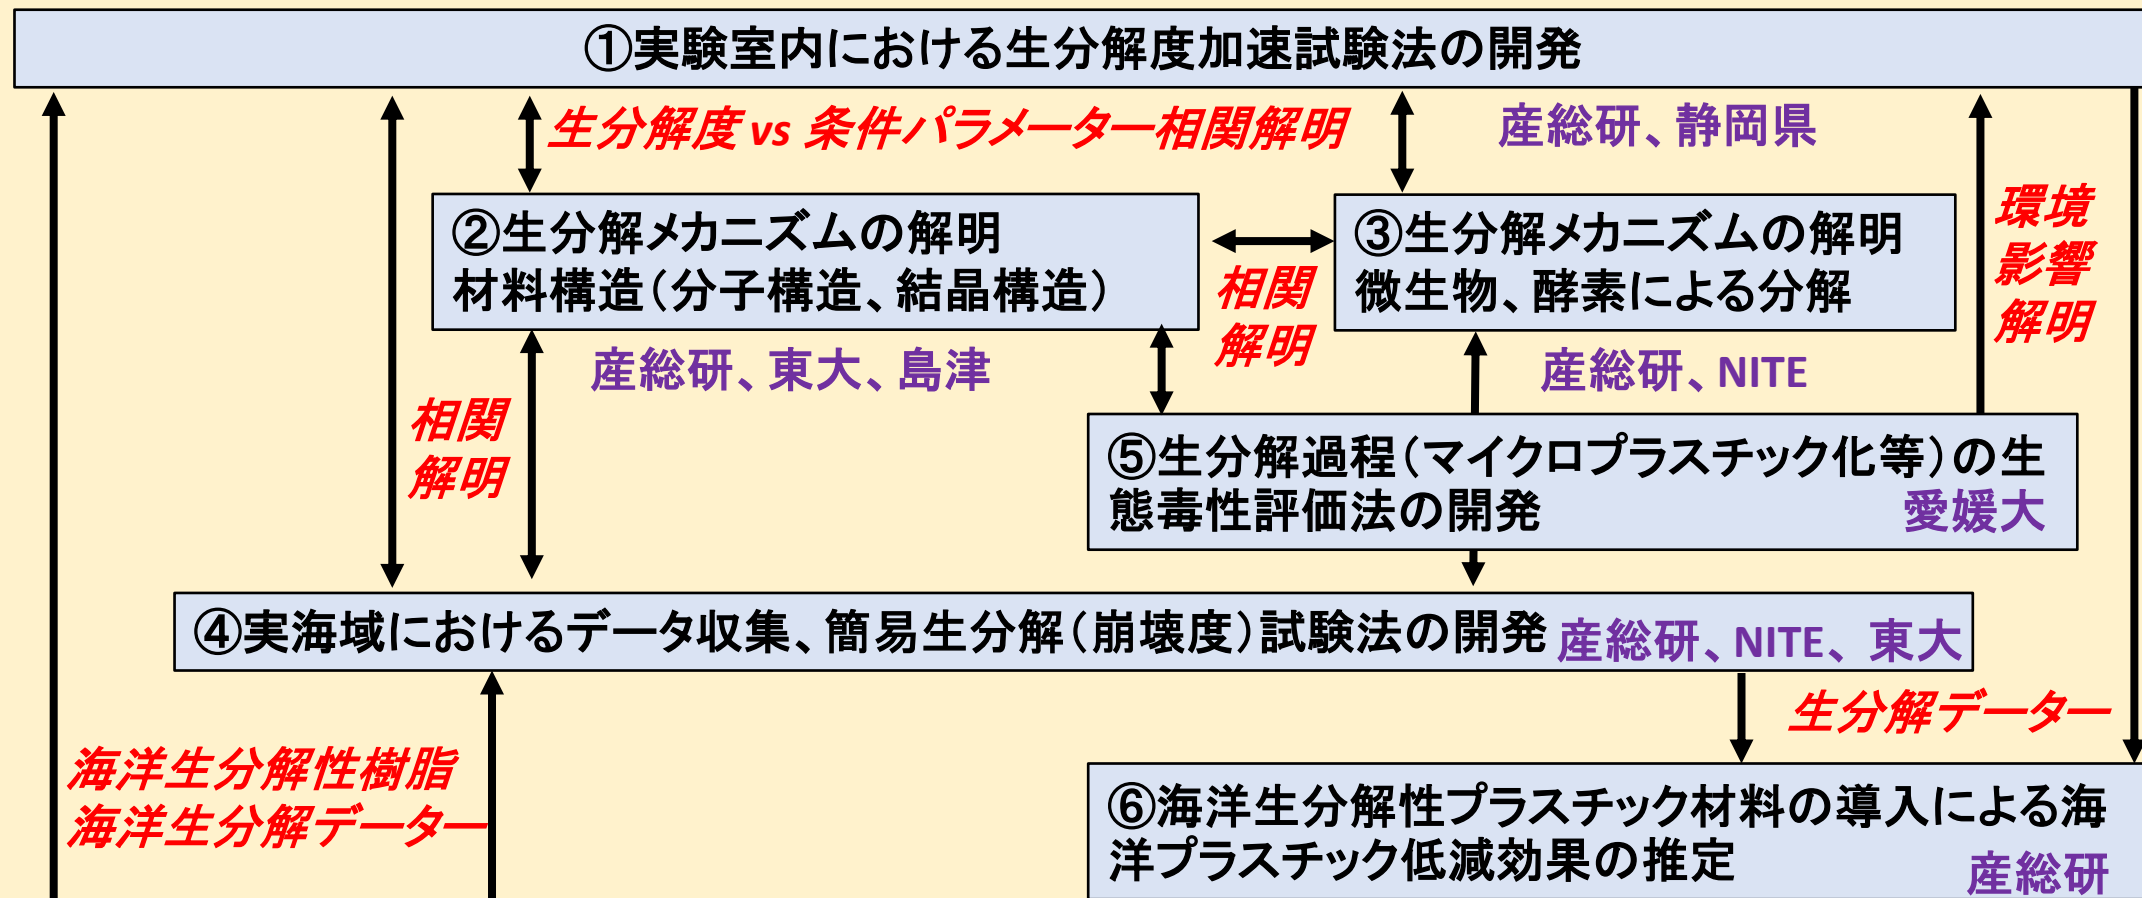 ①実験室内における生分解度加速試験法の開発
生分解度 vs 条件パラメーター相関解明
産総研、静岡県
②生分解メカニズムの解明
材料構造(分子構造、結晶構造)
相関
解明
③生分解メカニズムの解明
微生物、酵素による分解
環境
影響
解明
産総研、東大、島津
産総研、NITE
相関
解明
⑤生分解過程(マイクロプラスチック化等)の生
態毒性評価法の開発 愛媛大
④実海域におけるデータ収集、簡易生分解(崩壊度)試験法の開発 産総研、NITE、東大
生分解データー
海洋生分解性樹脂
海洋生分解データー
⑥海洋生分解性プラスチック材料の導入による海
洋プラスチック低減効果の推定 産総研